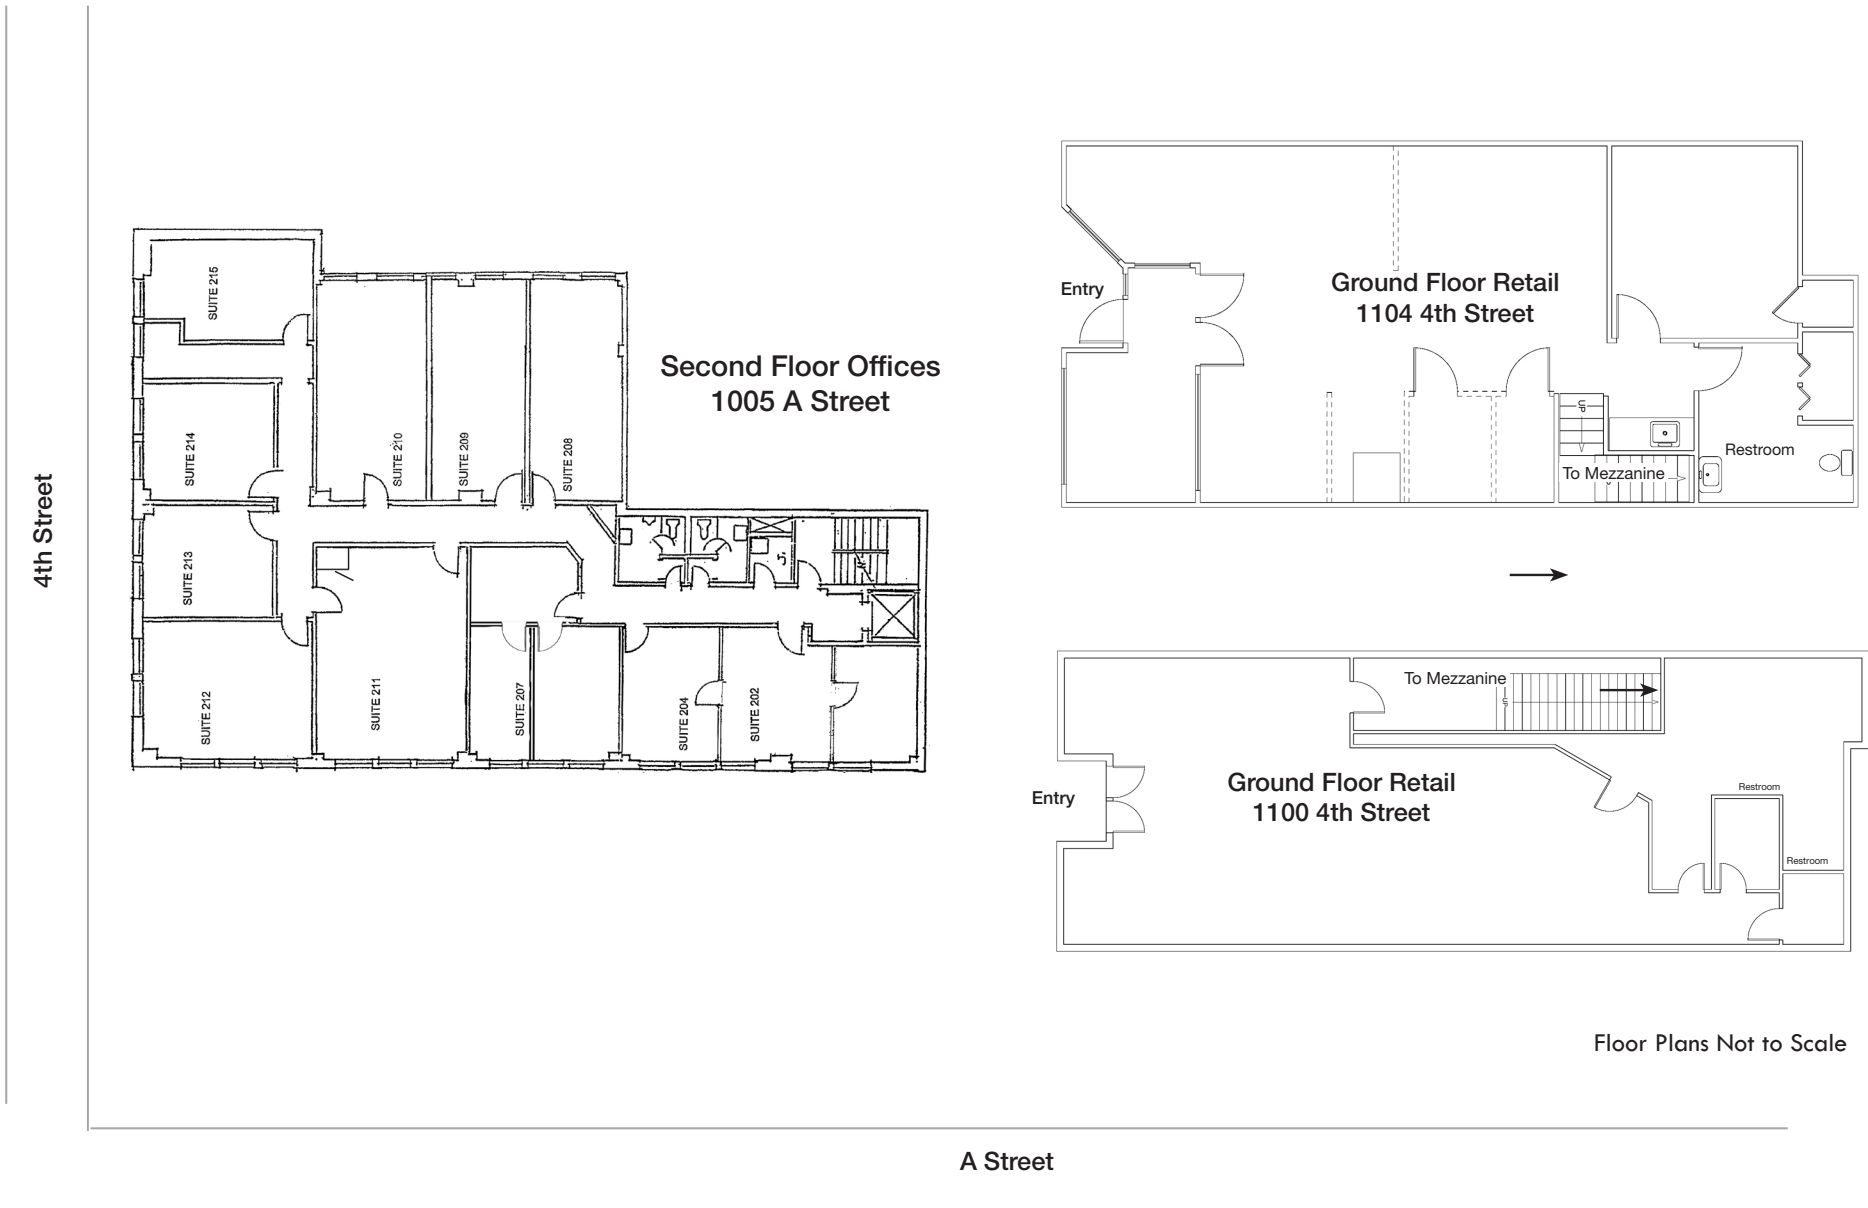 4th Street
SUITE 215
SUITE 214
SUITE 213
SUITE 212
SUITE 210
SUITE 209
SUITE 208
SUITE 211
SUITE 207
SUITE 204
SUITE 202
Second Floor Offices
1005 A Street
Entry
Ground Floor Retail
1104 4th Street
UP
To Mezzanine
Restroom
To Mezzanine
UP
Entry
Ground Floor Retail
1100 4th Street
Restroom
Restroom
Floor Plans Not to Scale
A Street